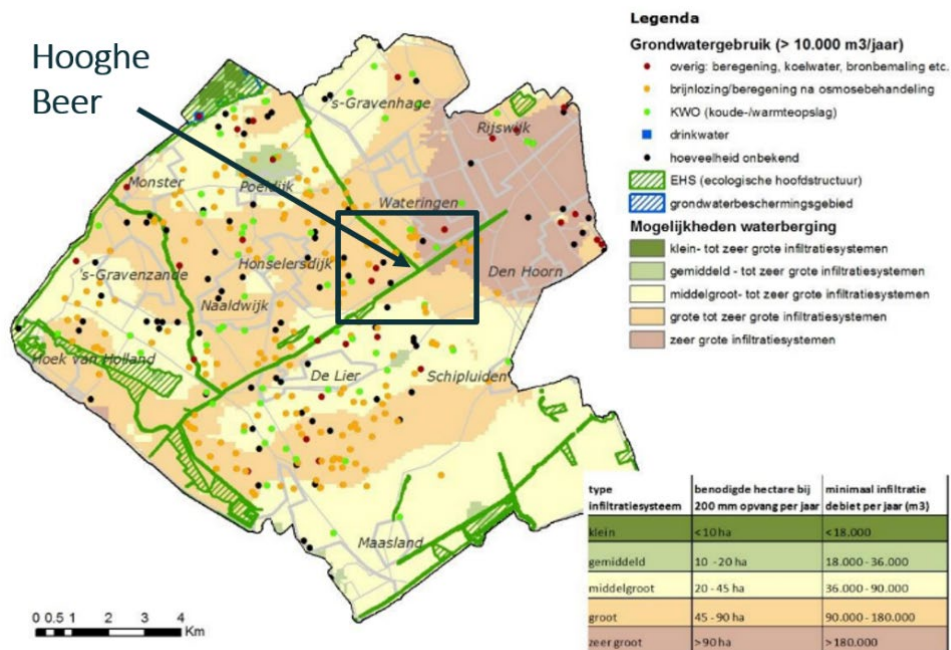 Hooghe
Beer
's-Gravenhage
Rijswijk
Monster
Poeldijk
Wateringen
's-Gravenzande
Honselersdijk
Den Hoorn
Naaldwijk
Hoek van Holland
De Lier
Schipluiden
Maasland
0 0.5 1 2 3 4
Km
Legenda
Grondwatergebruik (> 10.000 m3/jaar)
overig: beregening, koelwater, bronbemaling etc.
brijnlozing/beregening na osmosebehandeling
KWO (koude-/warmteopslag)
drinkwater
hoeveelheid onbekend
EHS (ecologische hoofdstructuur)
grondwaterbeschermingsgebied
Mogelijkheden waterberging
klein- tot zeer grote infiltratiesystemen
gemiddeld - tot zeer grote infiltratiesystemen
middelgroot- tot zeer grote infiltratiesystemen
grote tot zeer grote infiltratiesystemen
zeer grote infiltratiesystemen
type infiltratiesysteem benodigde hectare bij 200 mm opvang per jaar minimaal infiltratie debiet per jaar (m3)
klein <10 ha <18.000
gemiddeld 10 - 20 ha 18.000 - 36.000
middelgroot 20 - 45 ha 36.000 - 90.000
groot 45 - 90 ha 90.000 - 180.000
zeer groot >90 ha >180.000